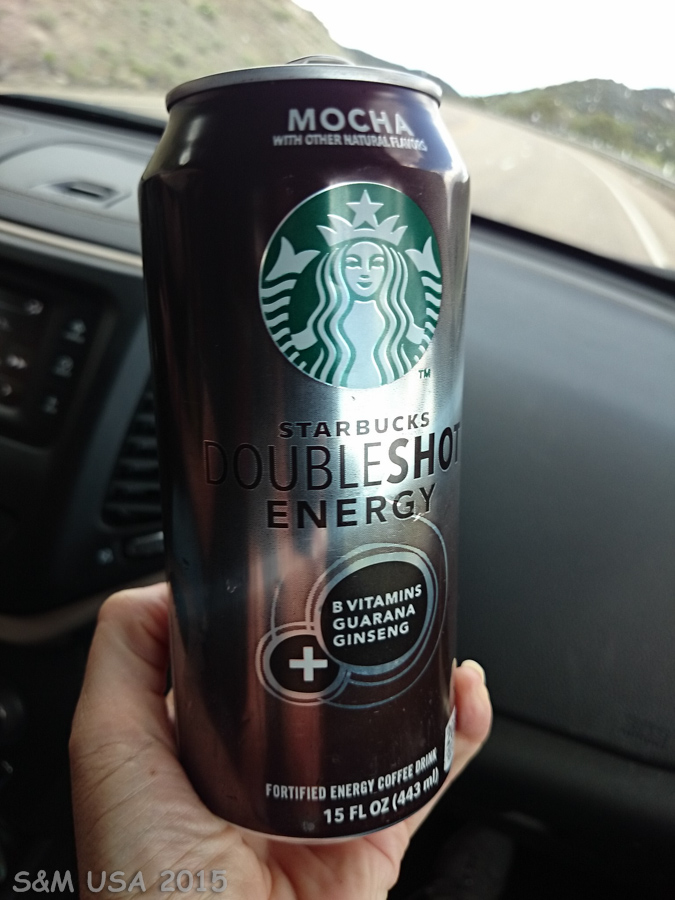 MOCHA
WITH OTHER NATURAL FLAVORS
TM
STARBUCKS
DOUBLESHOT
ENERGY
B VITAMINS
GUARANA
GINSENG
+
FORTIFIED ENERGY COFFEE DRINK
15 FL OZ (443 ml)
S&M USA 2015